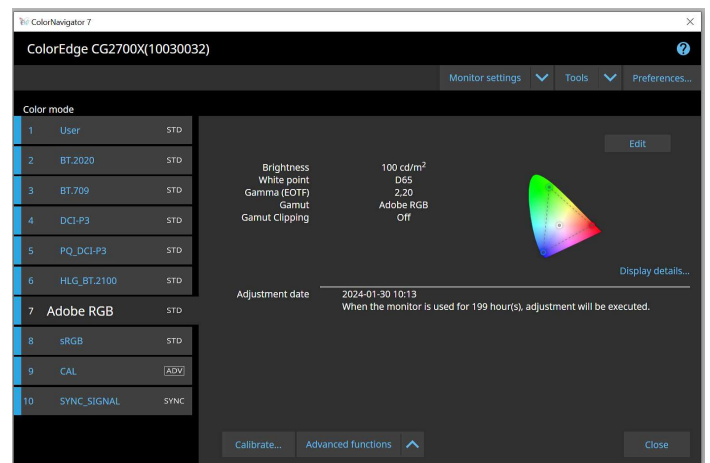 ColorNavigator 7
ColorEdge CG2700X(10030032)
Monitor settings Tools Preferences...
Color mode
1 User STD
2 BT.2020 STD
3 BT.709 STD
4 DCI-P3 STD
5 PQ_DCI-P3 STD
6 HLG_BT.2100 STD
7 Adobe RGB STD
8 sRGB STD
9 CAL ADV
10 SYNC_SIGNAL SYNC
Edit
Brightness 100 cd/m²
White point D65
Gamma (EOTF) 2,20
Gamut Adobe RGB
Gamut Clipping Off
Display details...
Adjustment date 2024-01-30 10:13
When the monitor is used for 199 hour(s), adjustment will be executed.
Calibrate... Advanced functions Close